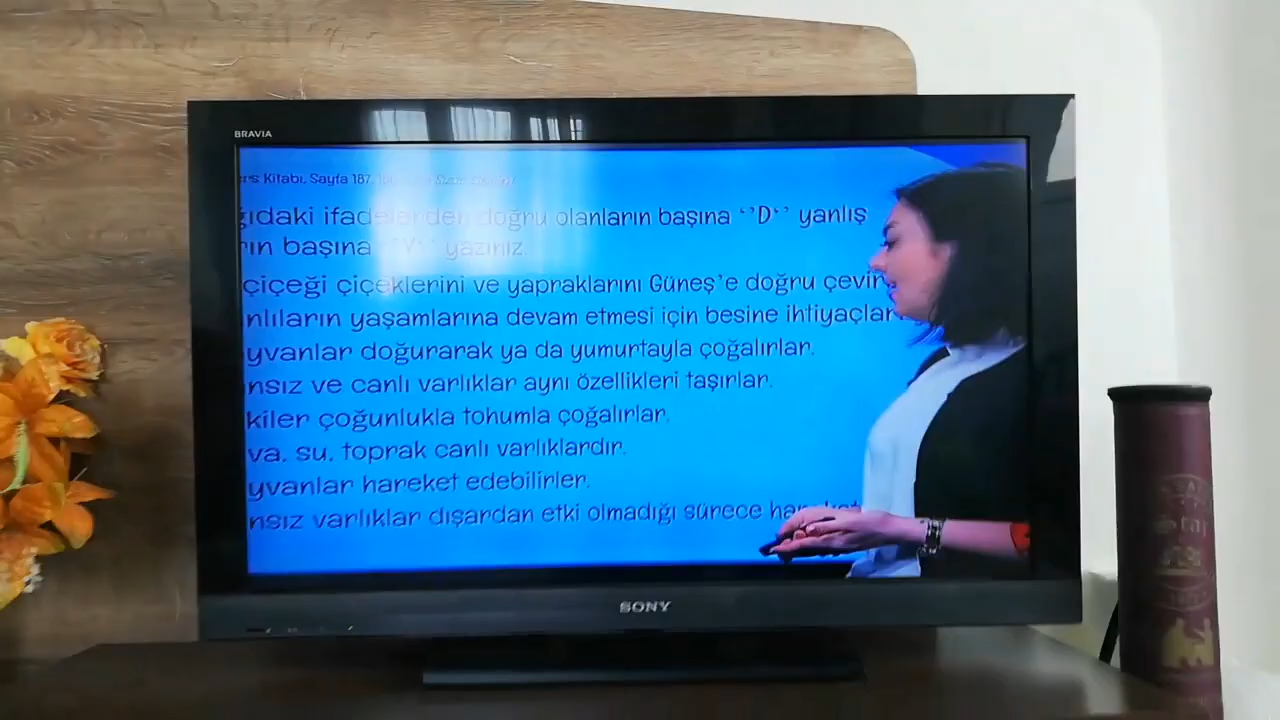 BRAVIA
ers Kitabı, Sayfa 187,
ğıdaki ifadelerden doğru olanların başına ‘’D‘’ yanlış
rın başına ‘’Y‘’ yazınız.
çiçeği çiçeklerini ve yapraklarını Güneş’e doğru çevir
nlıların yaşamlarına devam etmesi için besine ihtiyaçlar
yvanlar doğurarak ya da yumurtayla çoğalırlar.
nsız ve canlı varlıklar aynı özellikleri taşırlar.
kiler çoğunlukla tohumla çoğalırlar.
va, su, toprak canlı varlıklardır.
yvanlar hareket edebilirler.
nsız varlıklar dışardan etki olmadığı sürece hareket
SONY